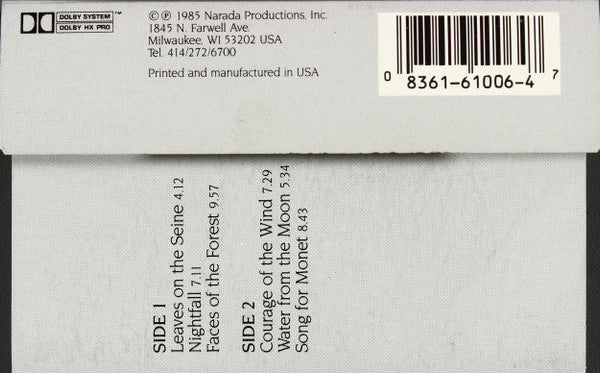 DOLBY SYSTEM™
DOLBY HX PRO
© ℗ 1985 Narada Productions, Inc.
1845 N. Farwell Ave.
Milwaukee, WI 53202 USA
Tel. 414/272/6700
Printed and manufactured in USA
0 8361-61006-4 7
SIDE 1
Leaves on the Seine 4.12
Nightfall 7.11
Faces of the Forest 9.57
SIDE 2
Courage of the Wind 7.29
Water from the Moon 5.34
Song for Monet 8.43